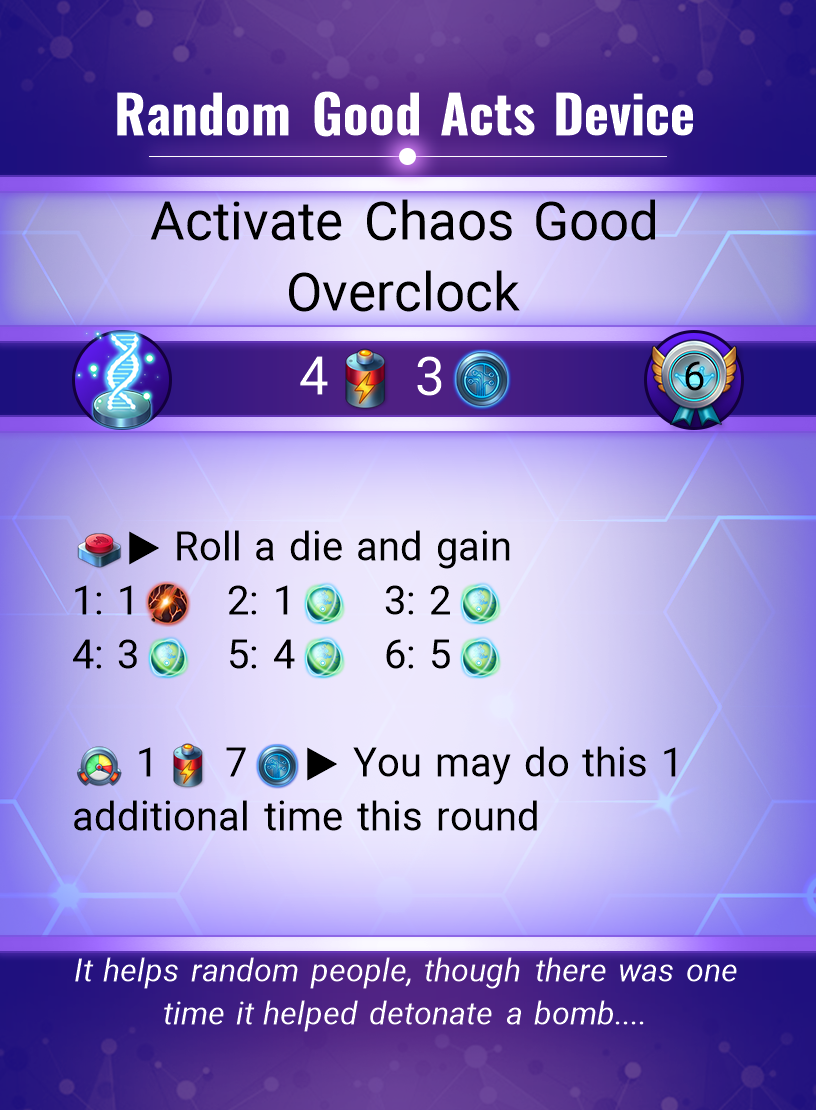 Random Good Acts Device
Activate Chaos Good
Overclock
4 3 6
Roll a die and gain
1: 1 2: 1 3: 2
4: 3 5: 4 6: 5
1 7 You may do this 1
additional time this round
It helps random people, though there was one
time it helped detonate a bomb....